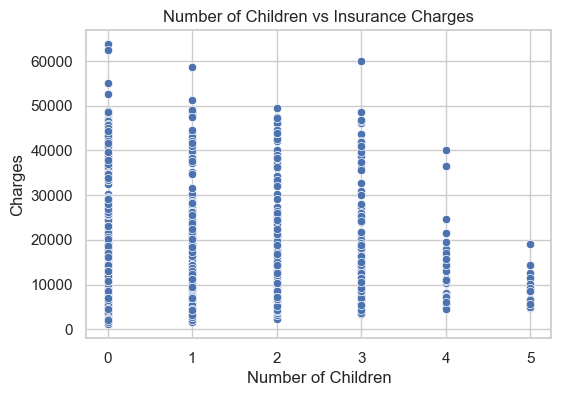 Number of Children vs Insurance Charges
60000
50000
40000
30000
20000
10000
0
Charges
0 1 2 3 4 5
Number of Children